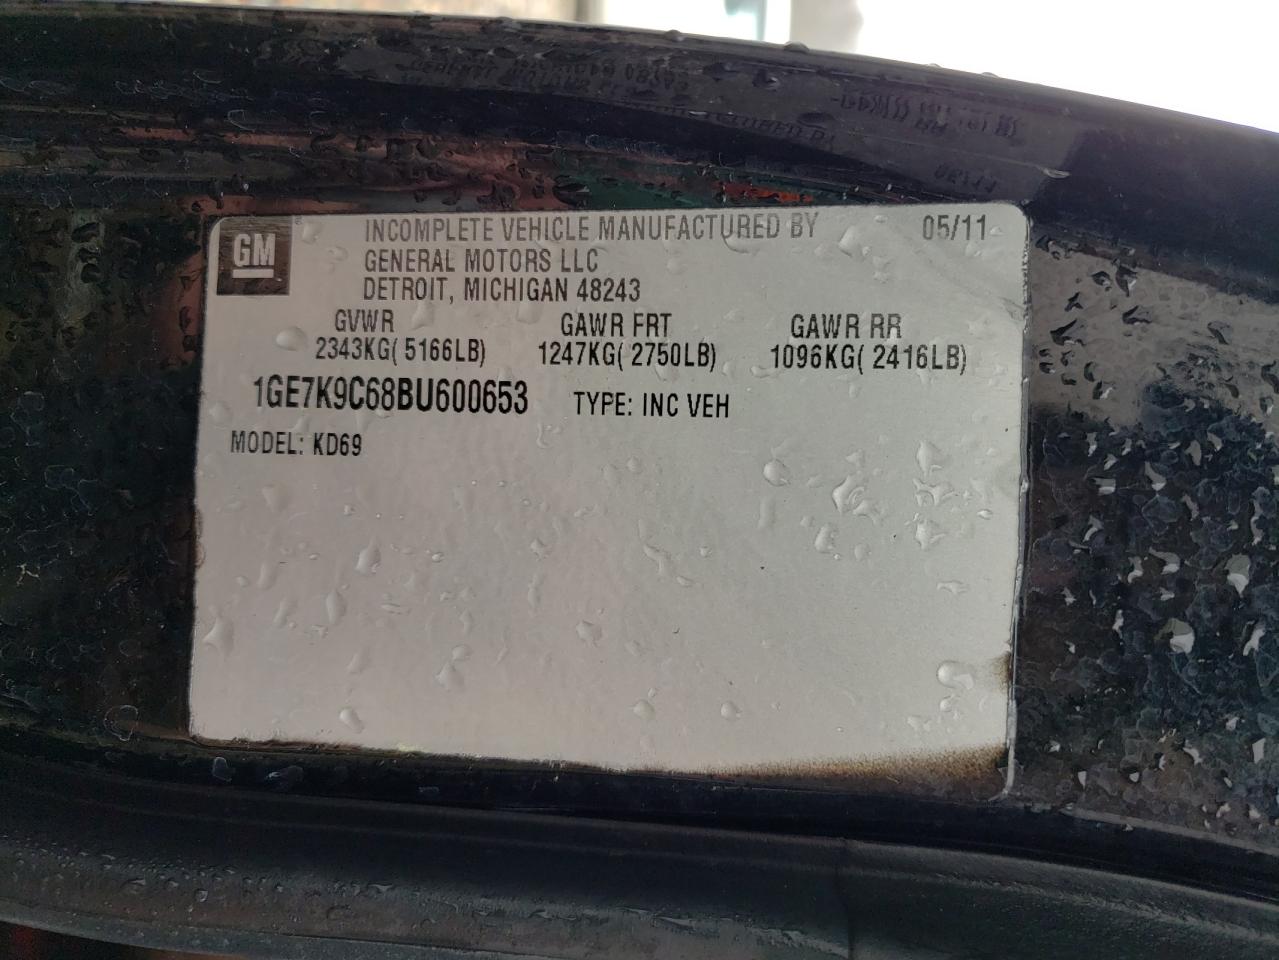 GM
INCOMPLETE VEHICLE MANUFACTURED BY 05/11
GENERAL MOTORS LLC
DETROIT, MICHIGAN 48243
GVWR GAWR FRT GAWR RR
2343KG( 5166LB) 1247KG( 2750LB) 1096KG( 2416LB)
1GE7K9C68BU600653 TYPE: INC VEH
MODEL: KD69